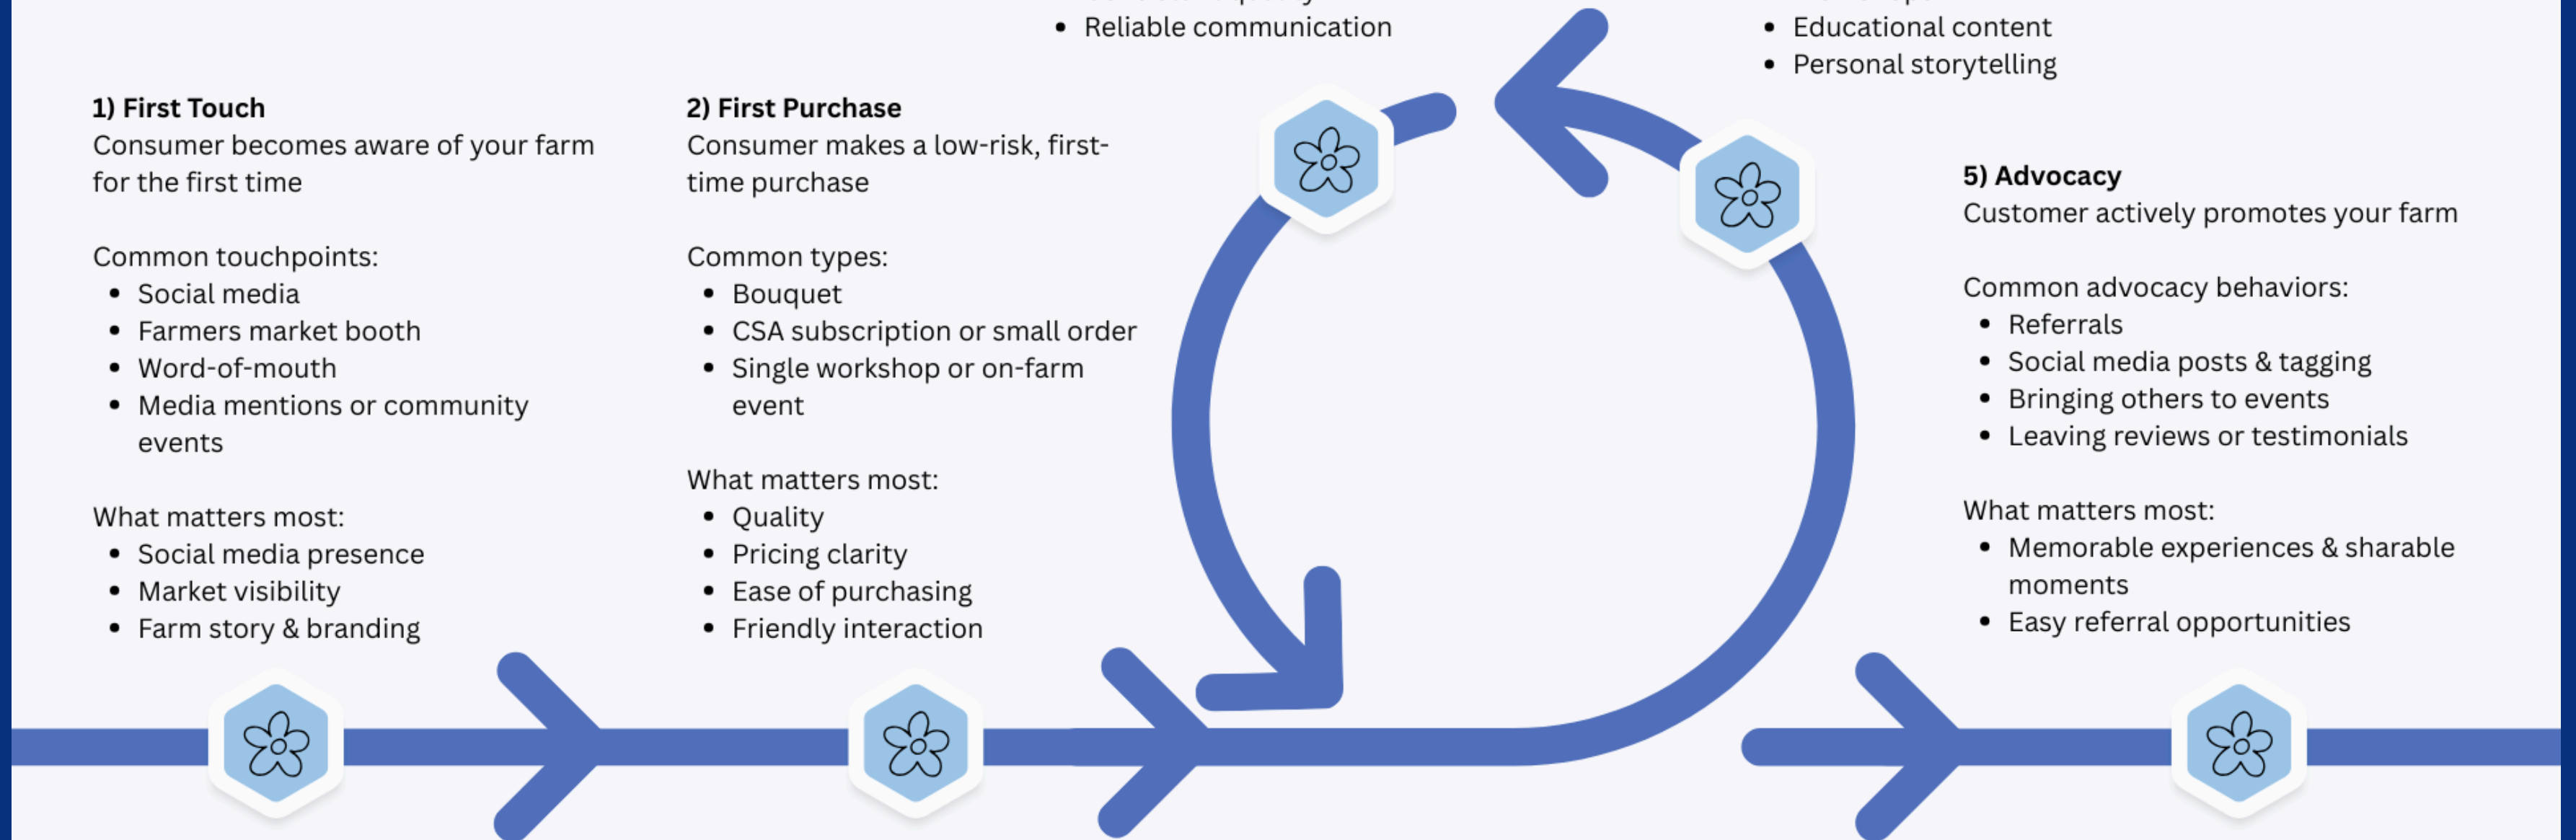 • Reliable communication
• Educational content
• Personal storytelling
1) First Touch
Consumer becomes aware of your farm
for the first time
Common touchpoints:
• Social media
• Farmers market booth
• Word-of-mouth
• Media mentions or community
events
What matters most:
• Social media presence
• Market visibility
• Farm story & branding
2) First Purchase
Consumer makes a low-risk, first-
time purchase
Common types:
• Bouquet
• CSA subscription or small order
• Single workshop or on-farm
event
What matters most:
• Quality
• Pricing clarity
• Ease of purchasing
• Friendly interaction
5) Advocacy
Customer actively promotes your farm
Common advocacy behaviors:
• Referrals
• Social media posts & tagging
• Bringing others to events
• Leaving reviews or testimonials
What matters most:
• Memorable experiences & sharable
moments
• Easy referral opportunities